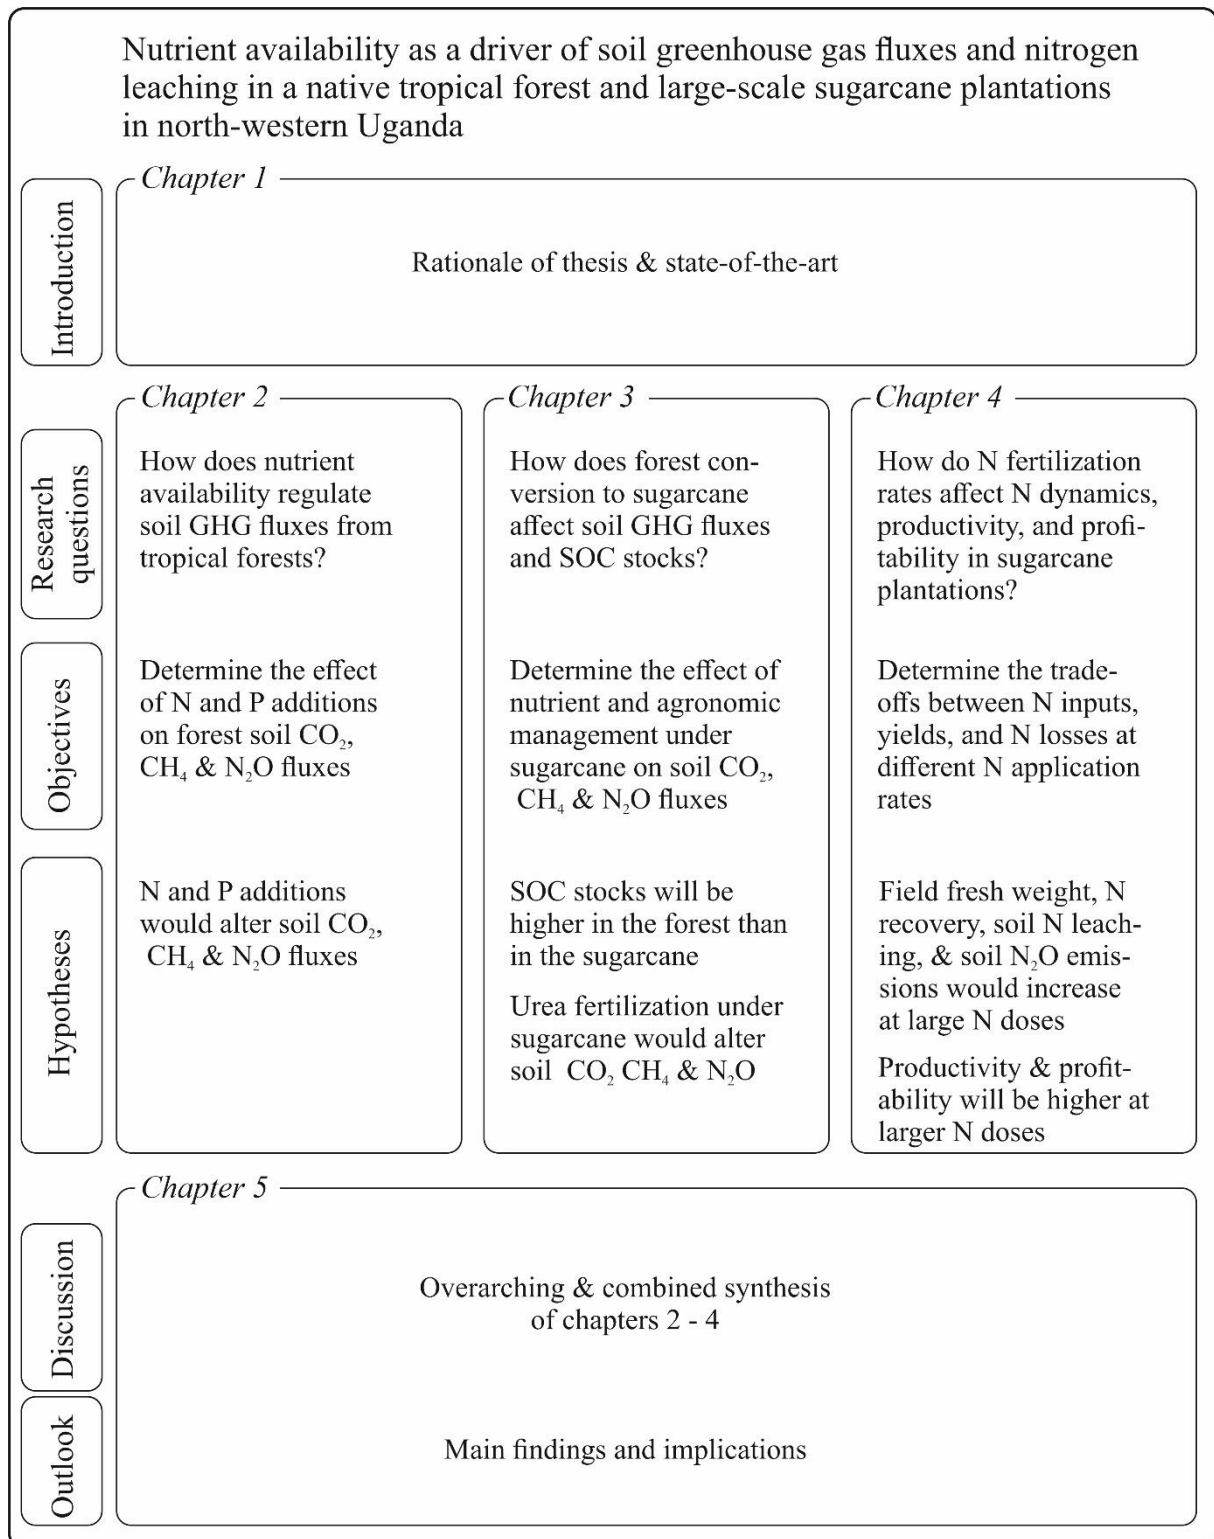 Nutrient availability as a driver of soil greenhouse gas fluxes and nitrogen
leaching in a native tropical forest and large-scale sugarcane plantations
in north-western Uganda
Introduction
Chapter 1
Rationale of thesis & state-of-the-art
Research
questions
Objectives
Hypotheses
Chapter 2
How does nutrient
availability regulate
soil GHG fluxes from
tropical forests?
Determine the effect
of N and P additions
on forest soil CO₂,
CH₄ & N₂O fluxes
N and P additions
would alter soil CO₂,
CH₄ & N₂O fluxes
Chapter 3
How does forest con-
version to sugarcane
affect soil GHG fluxes
and SOC stocks?
Determine the effect of
nutrient and agronomic
management under
sugarcane on soil CO₂,
CH₄ & N₂O fluxes
SOC stocks will be
higher in the forest than
in the sugarcane
Urea fertilization under
sugarcane would alter
soil CO₂ CH₄ & N₂O
Chapter 4
How do N fertilization
rates affect N dynamics,
productivity, and profi-
tability in sugarcane
plantations?
Determine the trade-
offs between N inputs,
yields, and N losses at
different N application
rates
Field fresh weight, N
recovery, soil N leach-
ing, & soil N₂O emis-
sions would increase
at large N doses
Productivity & profit-
ability will be higher at
larger N doses
Discussion
Outlook
Chapter 5
Overarching & combined synthesis
of chapters 2 - 4
Main findings and implications